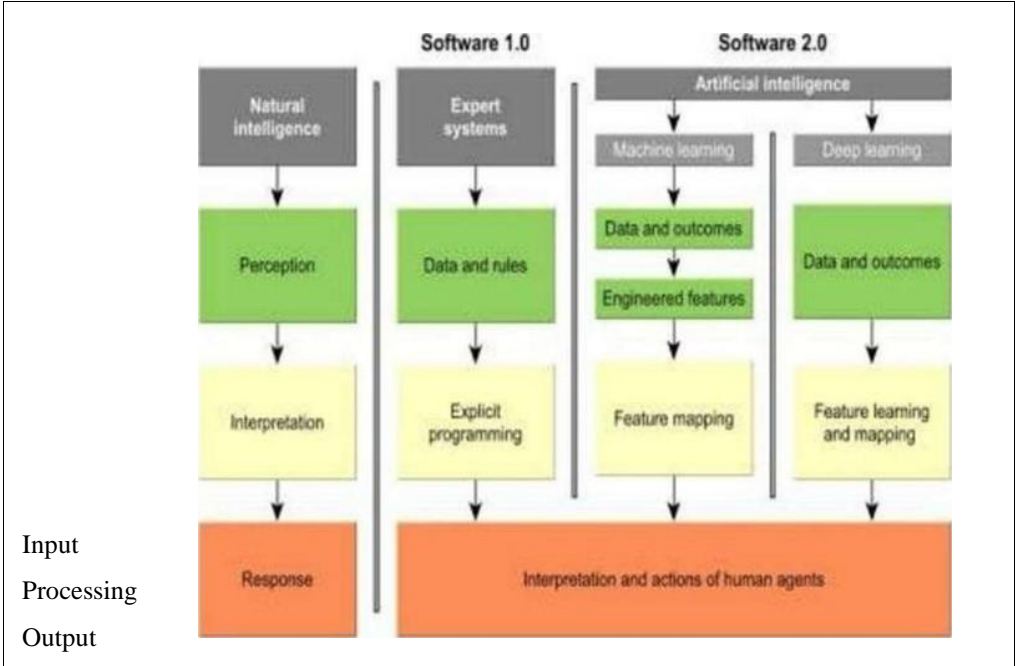 Software 1.0
Software 2.0
Natural
intelligence
Expert
systems
Artificial intelligence
Machine learning
Deep learning
Perception
Data and rules
Data and outcomes
Engineered features
Data and outcomes
Interpretation
Explicit
programming
Feature mapping
Feature learning
and mapping
Input
Processing
Output
Response
Interpretation and actions of human agents